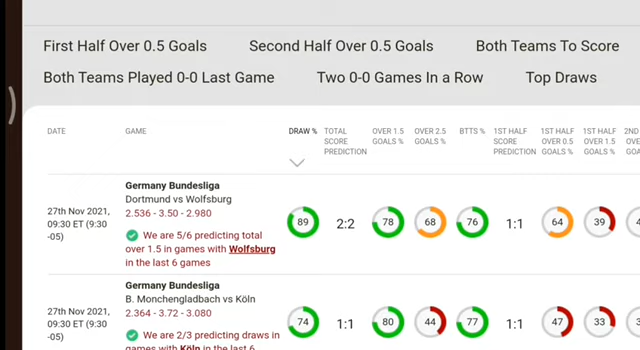 First Half Over 0.5 Goals Second Half Over 0.5 Goals Both Teams To Score
Both Teams Played 0-0 Last Game Two 0-0 Games In a Row Top Draws
DATE GAME DRAW % TOTAL SCORE PREDICTION OVER 1.5 GOALS % OVER 2.5 GOALS % BTTS % 1ST HALF SCORE PREDICTION 1ST HALF OVER 0.5 GOALS % 1ST HALF OVER 1.5 GOALS %
Germany Bundesliga
Dortmund vs Wolfsburg
2.536 - 3.50 - 2.980
27th Nov 2021,
09:30 ET (9:30
-05)
We are 5/6 predicting total
over 1.5 in games with Wolfsburg
in the last 6 games
89 2:2 78 68 76 1:1 64 39
Germany Bundesliga
B. Monchengladbach vs Köln
2.364 - 3.72 - 3.080
27th Nov 2021,
09:30 ET (9:30
-05)
We are 2/3 predicting draws in
games with Köln in the last 6
74 1:1 80 44 77 1:1 47 33